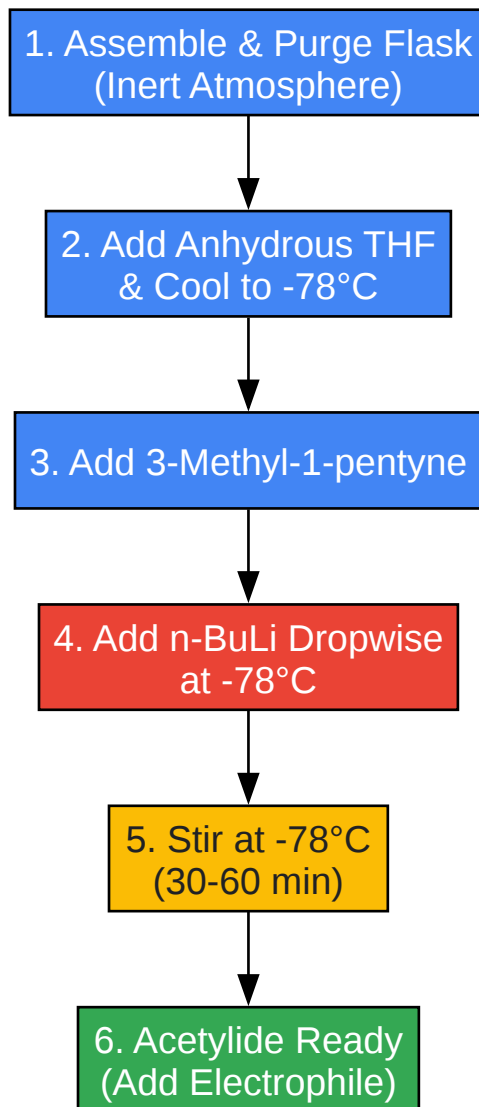 1. Assemble & Purge Flask
(Inert Atmosphere)
2. Add Anhydrous THF
& Cool to -78°C
3. Add 3-Methyl-1-pentyne
4. Add n-BuLi Dropwise
at -78°C
5. Stir at -78°C
(30-60 min)
6. Acetylide Ready
(Add Electrophile)